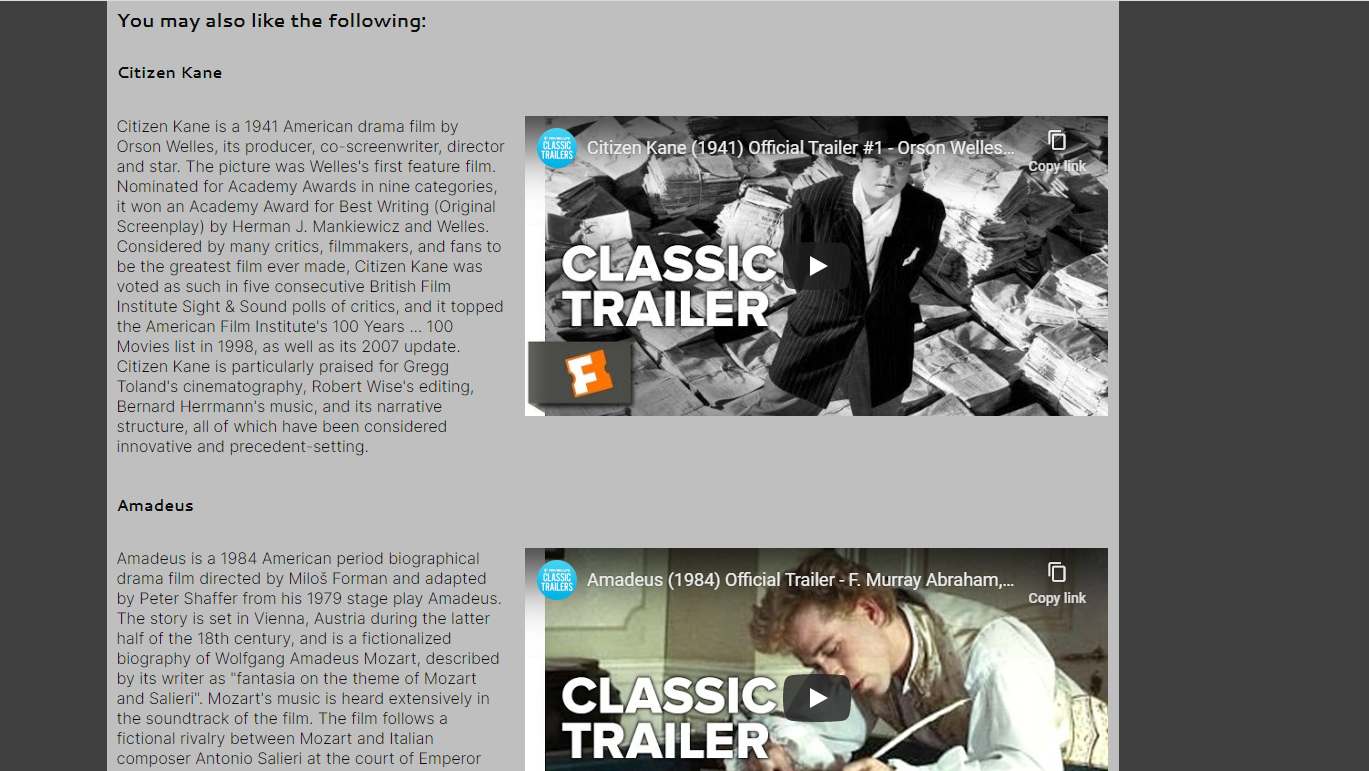 You may also like the following:
Citizen Kane
Citizen Kane is a 1941 American drama film by
Orson Welles, its producer, co-screenwriter, director
and star. The picture was Welles's first feature film.
Nominated for Academy Awards in nine categories,
it won an Academy Award for Best Writing (Original
Screenplay) by Herman J. Mankiewicz and Welles.
Considered by many critics, filmmakers, and fans to
be the greatest film ever made, Citizen Kane was
voted as such in five consecutive British Film
Institute Sight & Sound polls of critics, and it topped
the American Film Institute's 100 Years ... 100
Movies list in 1998, as well as its 2007 update.
Citizen Kane is particularly praised for Gregg
Toland's cinematography, Robert Wise's editing,
Bernard Herrmann's music, and its narrative
structure, all of which have been considered
innovative and precedent-setting.
CLASSIC
TRAILERS
Citizen Kane (1941) Official Trailer #1 - Orson Welles...
Copy link
CLASSIC
TRAILER
F
Amadeus
Amadeus is a 1984 American period biographical
drama film directed by Miloš Forman and adapted
by Peter Shaffer from his 1979 stage play Amadeus.
The story is set in Vienna, Austria during the latter
half of the 18th century, and is a fictionalized
biography of Wolfgang Amadeus Mozart, described
by its writer as "fantasia on the theme of Mozart
and Salieri". Mozart's music is heard extensively in
the soundtrack of the film. The film follows a
fictional rivalry between Mozart and Italian
composer Antonio Salieri at the court of Emperor
CLASSIC
TRAILERS
Amadeus (1984) Official Trailer - F. Murray Abraham,...
Copy link
CLASSIC
TRAILER